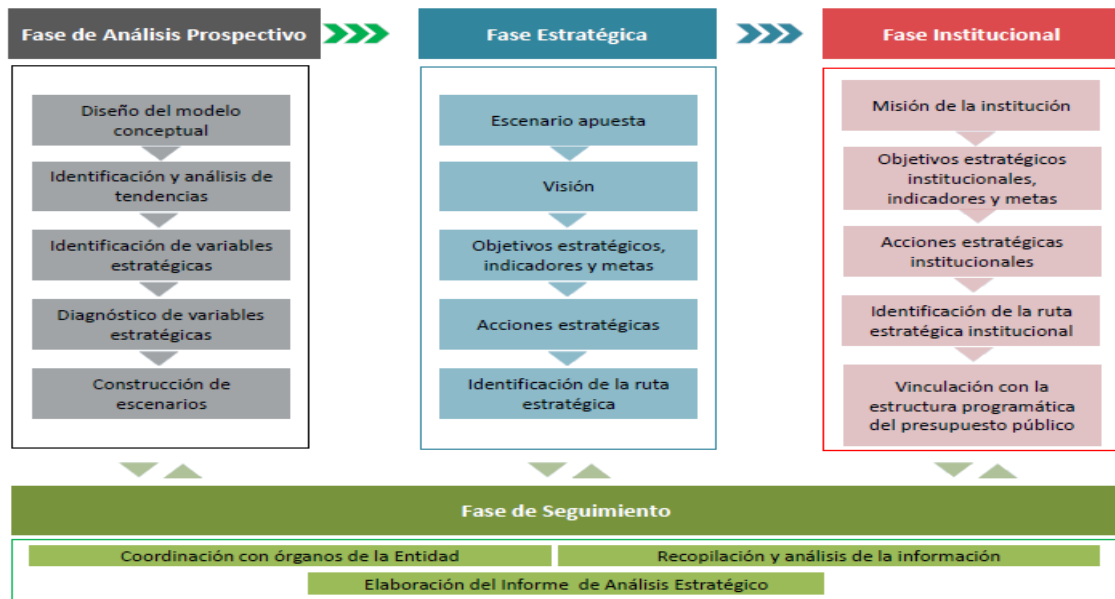 Fase de Análisis Prospectivo
Fase Estratégica
Fase Institucional
Diseño del modelo
conceptual
Identificación y análisis de
tendencias
Identificación de variables
estratégicas
Diagnóstico de variables
estratégicas
Construcción de
escenarios
Escenario apuesta
Visión
Objetivos estratégicos,
indicadores y metas
Acciones estratégicas
Identificación de la ruta
estratégica
Misión de la institución
Objetivos estratégicos
institucionales,
indicadores y metas
Acciones estratégicas
institucionales
Identificación de la ruta
estratégica institucional
Vinculación con la
estructura programática
del presupuesto público
Fase de Seguimiento
Coordinación con órganos de la Entidad
Recopilación y análisis de la información
Elaboración del Informe de Análisis Estratégico